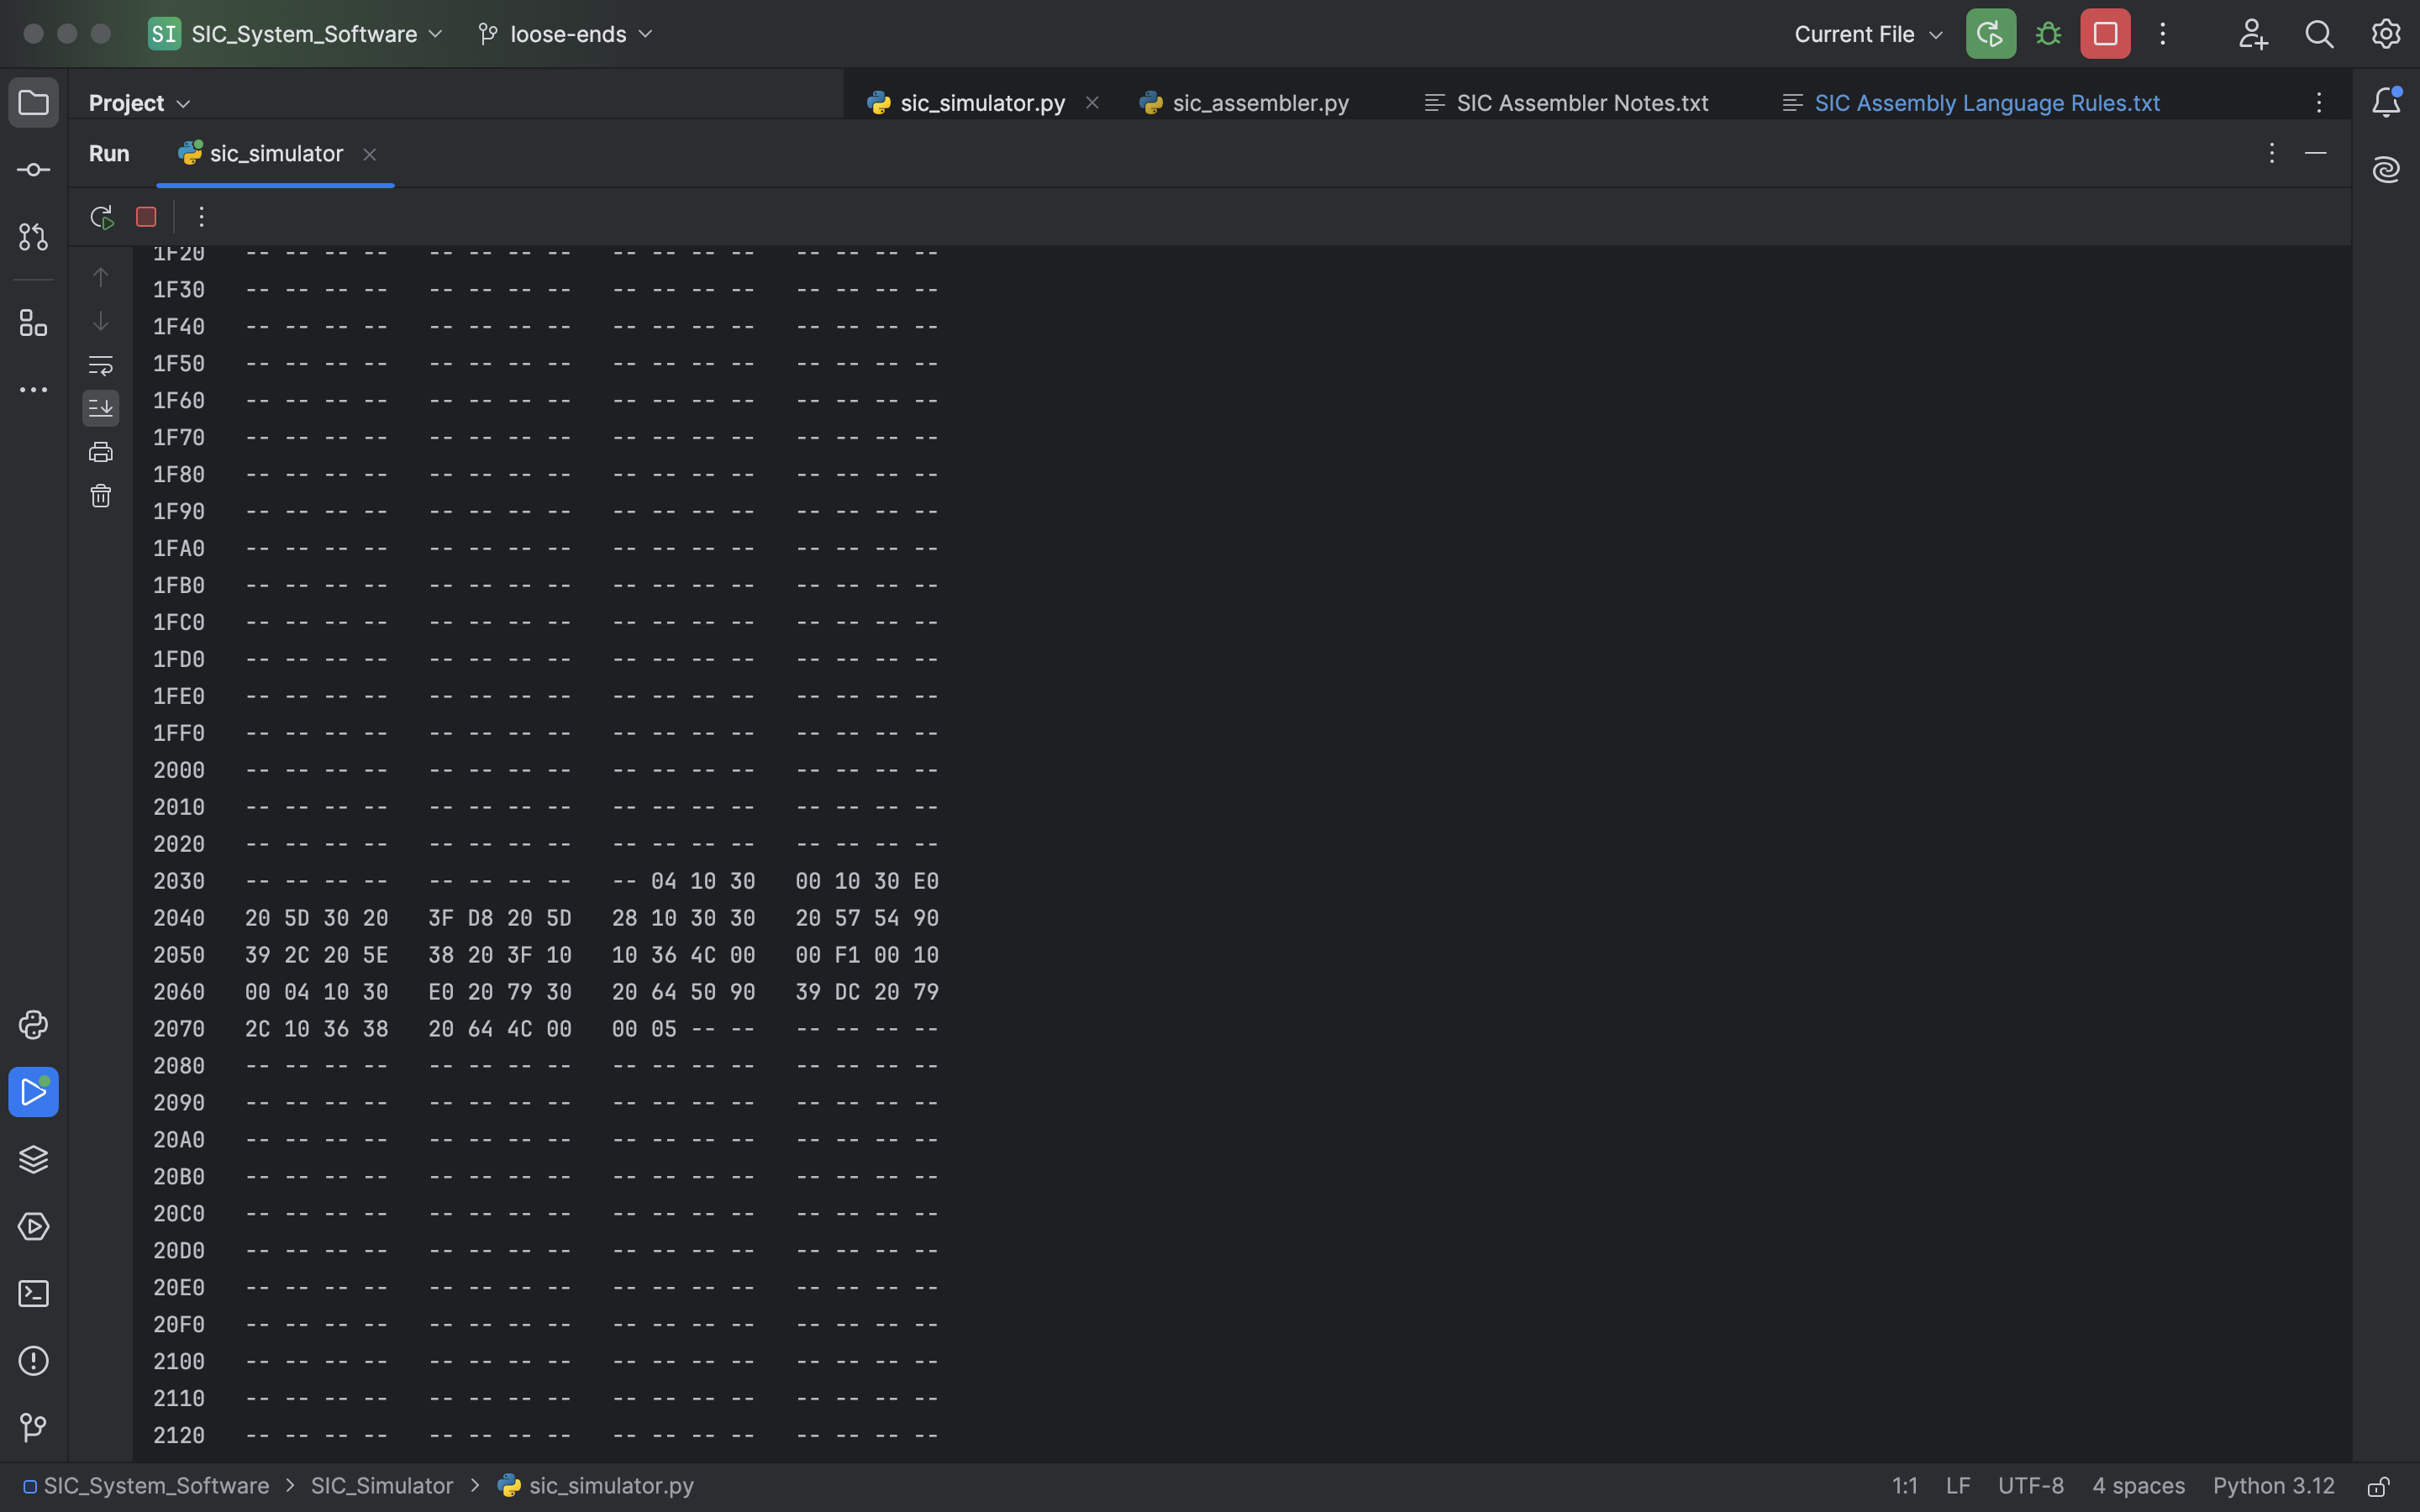 SI SIC_System_Software loose-ends Current File
Project sic_simulator.py sic_assembler.py SIC Assembler Notes.txt SIC Assembly Language Rules.txt
Run sic_simulator
1F20 -- -- -- -- -- -- -- -- -- -- -- -- -- -- -- --
1F30 -- -- -- -- -- -- -- -- -- -- -- -- -- -- -- --
1F40 -- -- -- -- -- -- -- -- -- -- -- -- -- -- -- --
1F50 -- -- -- -- -- -- -- -- -- -- -- -- -- -- -- --
1F60 -- -- -- -- -- -- -- -- -- -- -- -- -- -- -- --
1F70 -- -- -- -- -- -- -- -- -- -- -- -- -- -- -- --
1F80 -- -- -- -- -- -- -- -- -- -- -- -- -- -- -- --
1F90 -- -- -- -- -- -- -- -- -- -- -- -- -- -- -- --
1FA0 -- -- -- -- -- -- -- -- -- -- -- -- -- -- -- --
1FB0 -- -- -- -- -- -- -- -- -- -- -- -- -- -- -- --
1FC0 -- -- -- -- -- -- -- -- -- -- -- -- -- -- -- --
1FD0 -- -- -- -- -- -- -- -- -- -- -- -- -- -- -- --
1FE0 -- -- -- -- -- -- -- -- -- -- -- -- -- -- -- --
1FF0 -- -- -- -- -- -- -- -- -- -- -- -- -- -- -- --
2000 -- -- -- -- -- -- -- -- -- -- -- -- -- -- -- --
2010 -- -- -- -- -- -- -- -- -- -- -- -- -- -- -- --
2020 -- -- -- -- -- -- -- -- -- -- -- -- -- -- -- --
2030 -- -- -- -- -- -- -- -- -- 04 10 30 00 10 30 E0
2040 20 5D 30 20 3F D8 20 5D 28 10 30 30 20 57 54 90
2050 39 2C 20 5E 38 20 3F 10 10 36 4C 00 00 F1 00 10
2060 00 04 10 30 E0 20 79 30 20 64 50 90 39 DC 20 79
2070 2C 10 36 38 20 64 4C 00 00 05 -- -- -- -- -- --
2080 -- -- -- -- -- -- -- -- -- -- -- -- -- -- -- --
2090 -- -- -- -- -- -- -- -- -- -- -- -- -- -- -- --
20A0 -- -- -- -- -- -- -- -- -- -- -- -- -- -- -- --
20B0 -- -- -- -- -- -- -- -- -- -- -- -- -- -- -- --
20C0 -- -- -- -- -- -- -- -- -- -- -- -- -- -- -- --
20D0 -- -- -- -- -- -- -- -- -- -- -- -- -- -- -- --
20E0 -- -- -- -- -- -- -- -- -- -- -- -- -- -- -- --
20F0 -- -- -- -- -- -- -- -- -- -- -- -- -- -- -- --
2100 -- -- -- -- -- -- -- -- -- -- -- -- -- -- -- --
2110 -- -- -- -- -- -- -- -- -- -- -- -- -- -- -- --
2120 -- -- -- -- -- -- -- -- -- -- -- -- -- -- -- --
SIC_System_Software > SIC_Simulator > sic_simulator.py 1:1 LF UTF-8 4 spaces Python 3.12